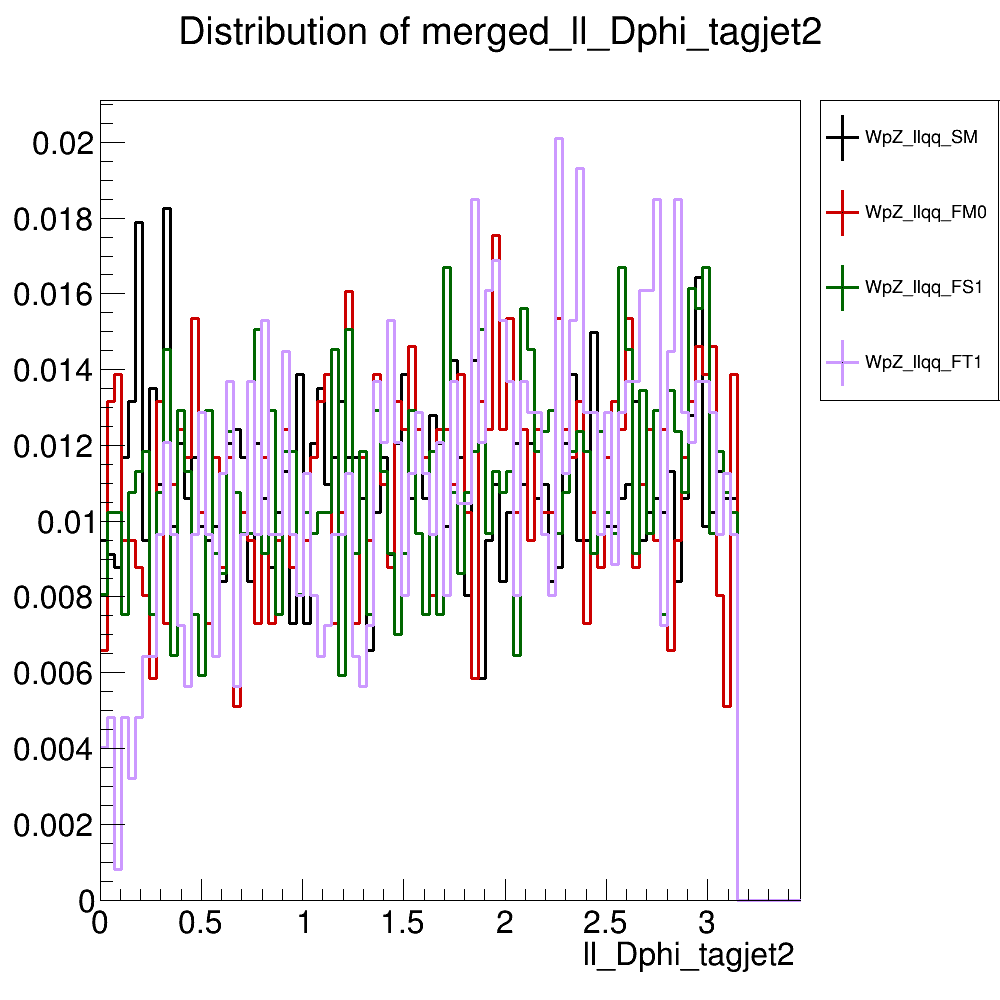 Distribution of merged_ll_Dphi_tagjet2
0.02
0.018
0.016
0.014
0.012
0.01
0.008
0.006
0.004
0.002
0
0 0.5 1 1.5 2 2.5 3
ll_Dphi_tagjet2
WpZ_llqq_SM
WpZ_llqq_FM0
WpZ_llqq_FS1
WpZ_llqq_FT1